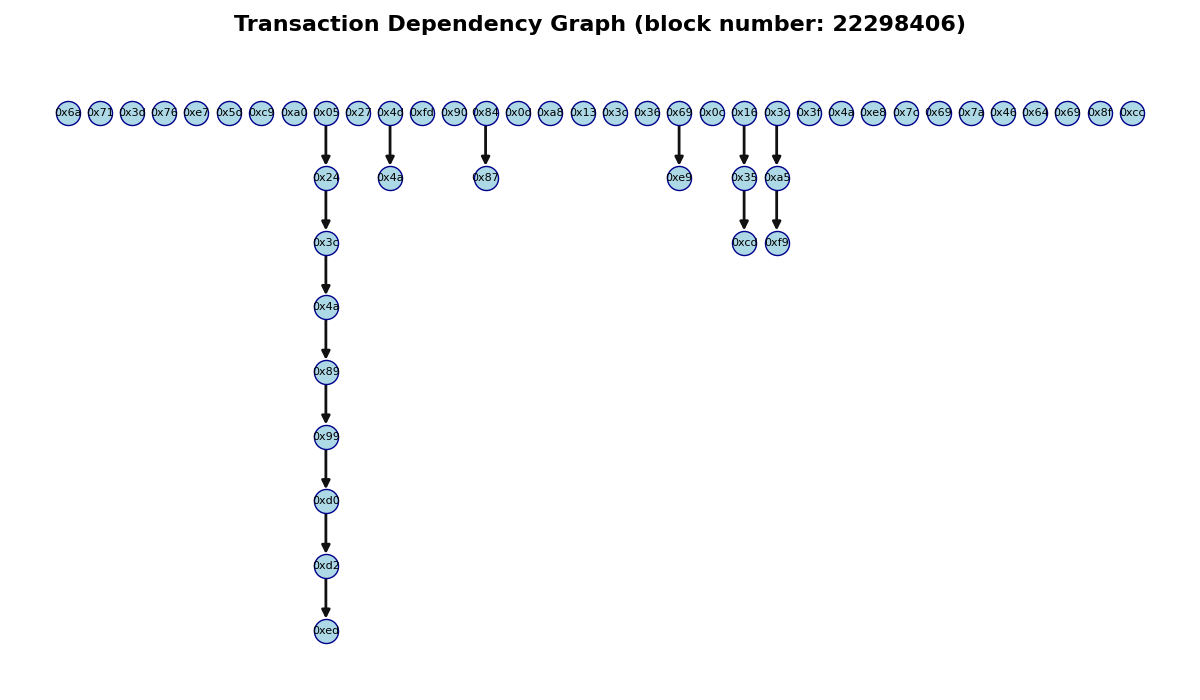 Transaction Dependency Graph (block number: 22298406)
0x6a 0x71 0x3d 0x76 0xe7 0x5d 0xc9 0xa0 0x05 0x27 0x4d 0xfd 0x90 0x84 0x0d 0xa8 0x13 0x3c 0x36 0x69 0x0c 0x16 0x3c 0x3f 0x4a 0xe8 0x7c 0x69 0x7a 0x46 0x64 0x69 0x8f 0xcc
0x24 0x4a 0x87 0xe9 0x35 0xa5
0x3d 0xcd 0xf9
0x4a
0x89
0x99
0xd0
0xd2
0xed